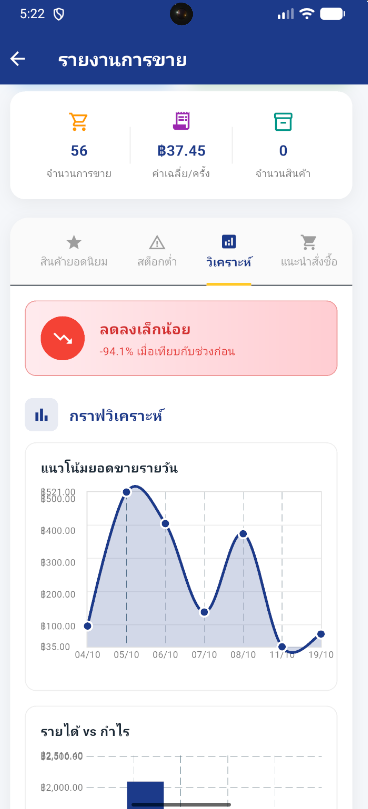 5:22
รายงานการขาย
56
฿37.45
0
จำนวนการขาย
ค่าเฉลี่ย/ครั้ง
จำนวนสินค้า
สินค้ายอดนิยม
สต็อกต่ำ
วิเคราะห์
แนะนำสั่งซื้อ
ลดลงเล็กน้อย
-94.1% เมื่อเทียบกับช่วงก่อน
กราฟวิเคราะห์
แนวโน้มยอดขายรายวัน
฿521.00
฿500.00
฿400.00
฿300.00
฿200.00
฿100.00
฿35.00
04/10 05/10 06/10 07/10 08/10 11/10 19/10
รายได้ vs กำไร
฿2,000.00